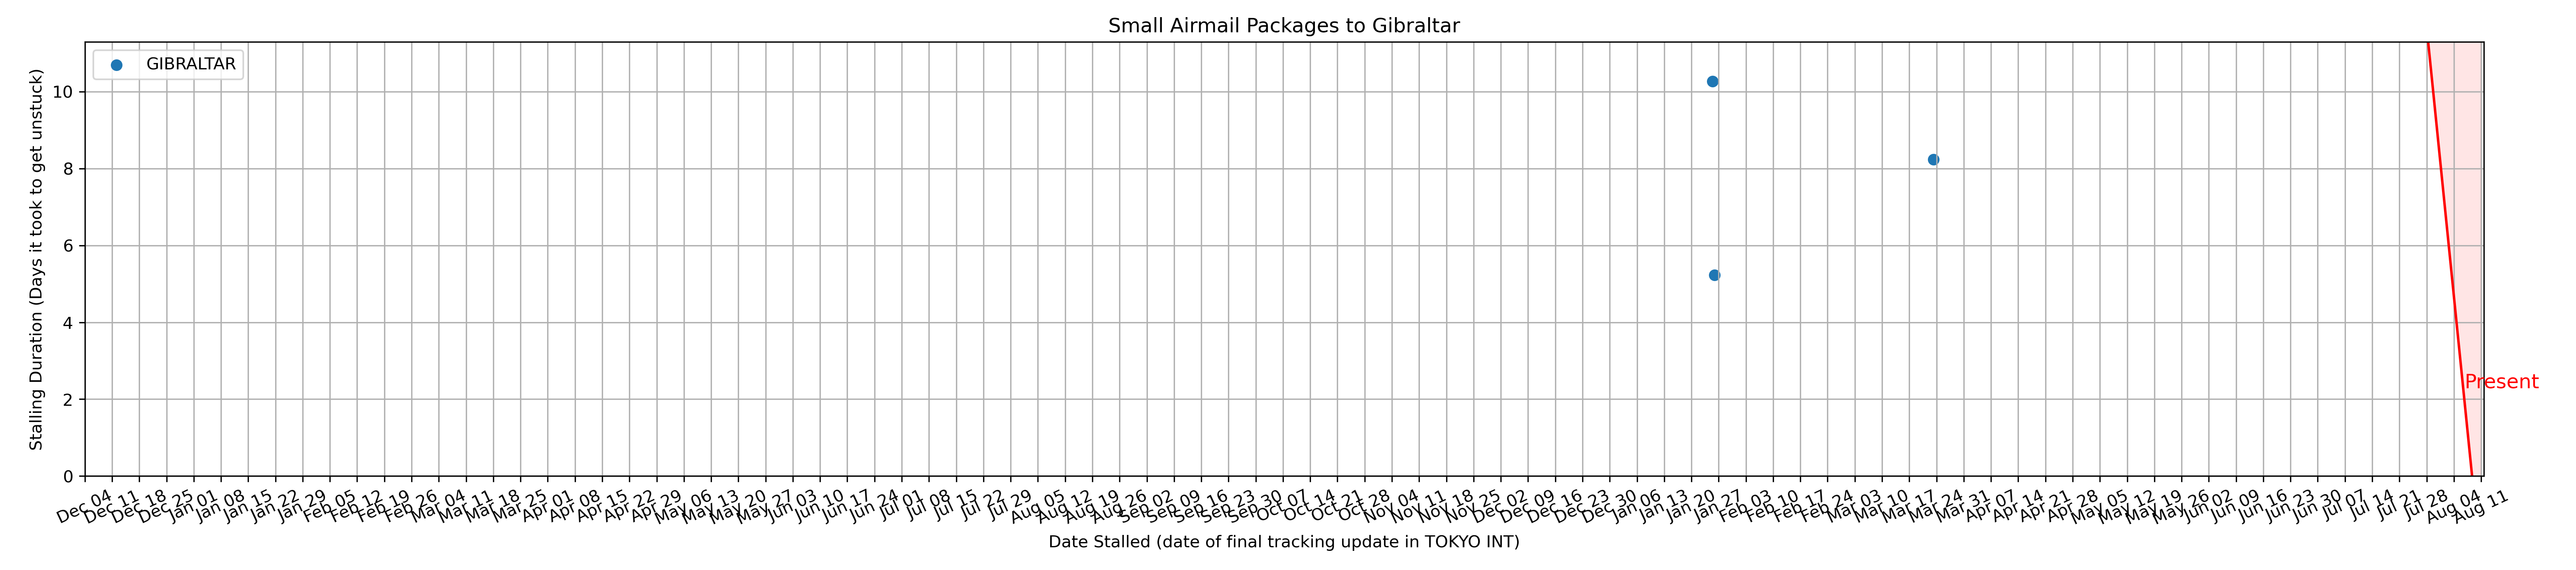 Small Airmail Packages to Gibraltar
GIBRALTAR
Stalling Duration (Days it took to get unstuck)
10
8
6
4
2
0
Present
Dec 04 Dec 11 Dec 18 Dec 25 Jan 01 Jan 08 Jan 15 Jan 22 Jan 29 Feb 05 Feb 12 Feb 19 Feb 26 Mar 04 Mar 11 Mar 18 Mar 25 Apr 01 Apr 08 Apr 15 Apr 22 Apr 29 May 06 May 13 May 20 May 27 Jun 03 Jun 10 Jun 17 Jun 24 Jul 01 Jul 08 Jul 15 Jul 22 Jul 29 Aug 05 Aug 12 Aug 19 Aug 26 Sep 02 Sep 09 Sep 16 Sep 23 Sep 30 Oct 07 Oct 14 Oct 21 Oct 28 Nov 04 Nov 11 Nov 18 Nov 25 Dec 02 Dec 09 Dec 16 Dec 23 Dec 30 Jan 06 Jan 13 Jan 20 Jan 27 Feb 03 Feb 10 Feb 17 Feb 24 Mar 03 Mar 10 Mar 17 Mar 24 Mar 31 Apr 07 Apr 14 Apr 21 Apr 28 May 05 May 12 May 19 May 26 Jun 02 Jun 09 Jun 16 Jun 23 Jun 30 Jul 07 Jul 14 Jul 21 Jul 28 Aug 04 Aug 11
Date Stalled (date of final tracking update in TOKYO INT)